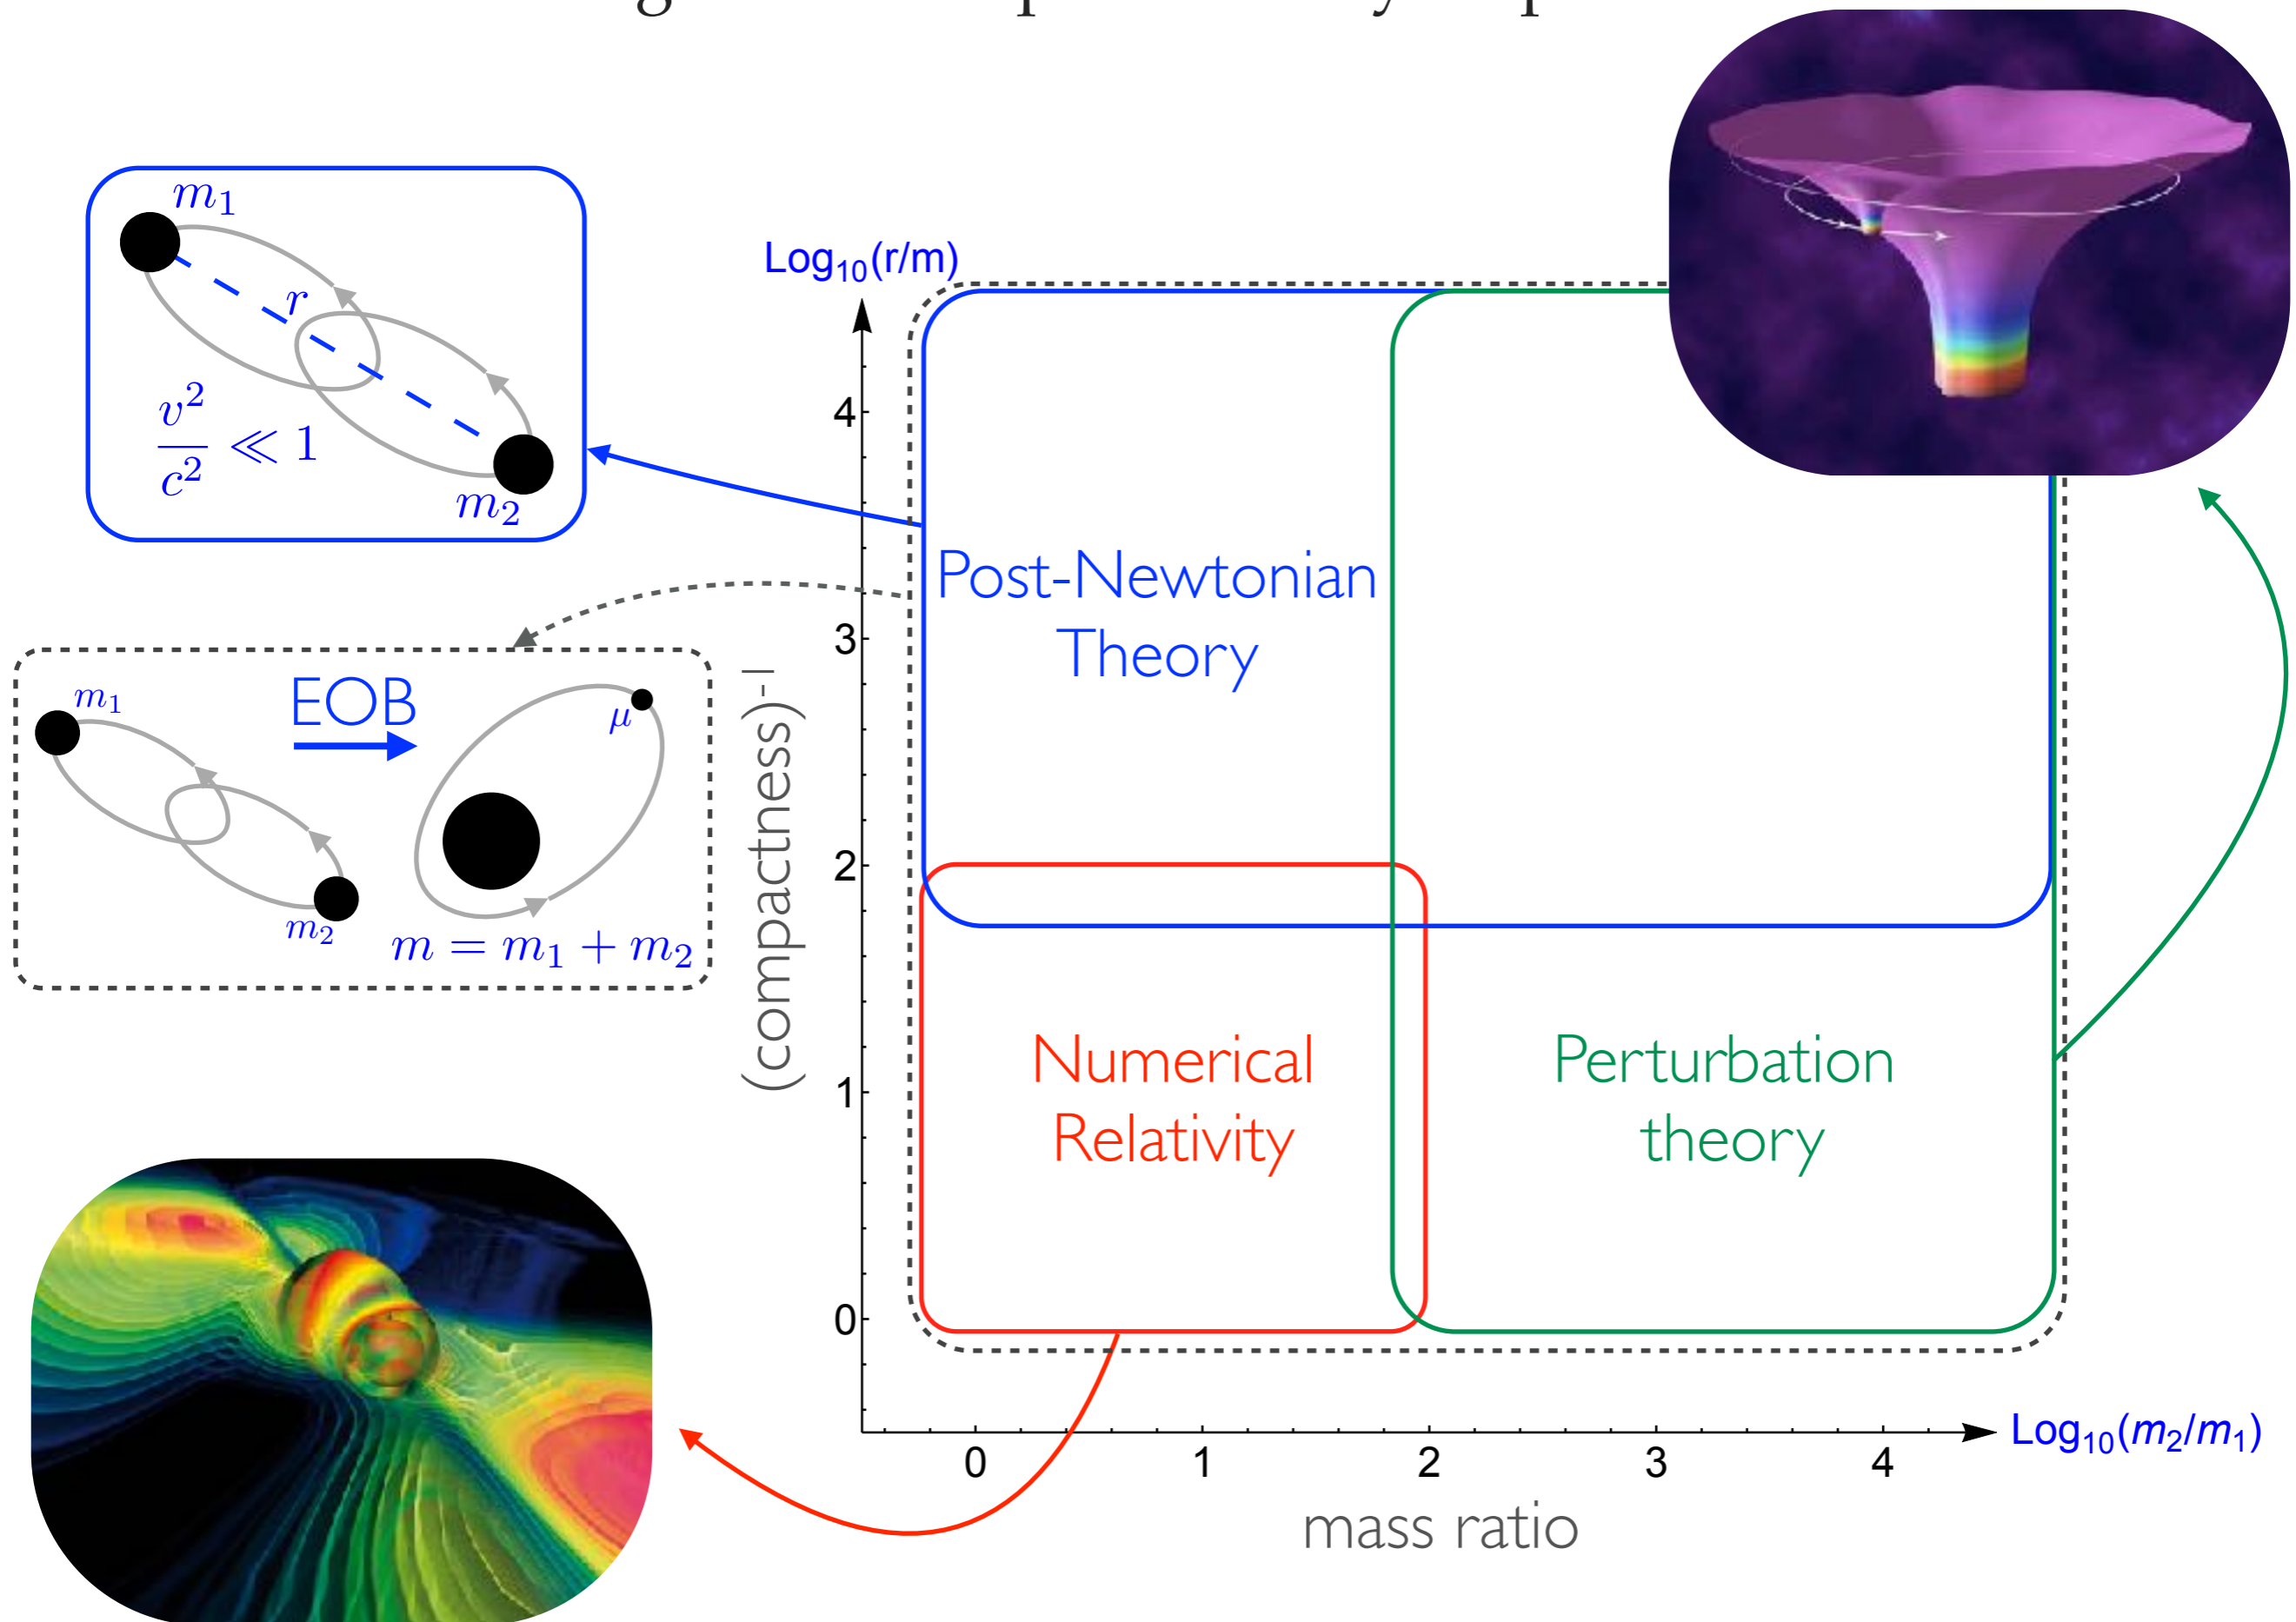 m₁
r
v²/c² ≪ 1
m₂
Log₁₀(r/m)
4
3
2
1
0
(compactness)-1
Post-Newtonian
Theory
Numerical
Relativity
Perturbation
theory
m₁
EOB
μ
m₂
m = m₁ + m₂
0 1 2 3 4
Log₁₀(m₂/m₁)
mass ratio